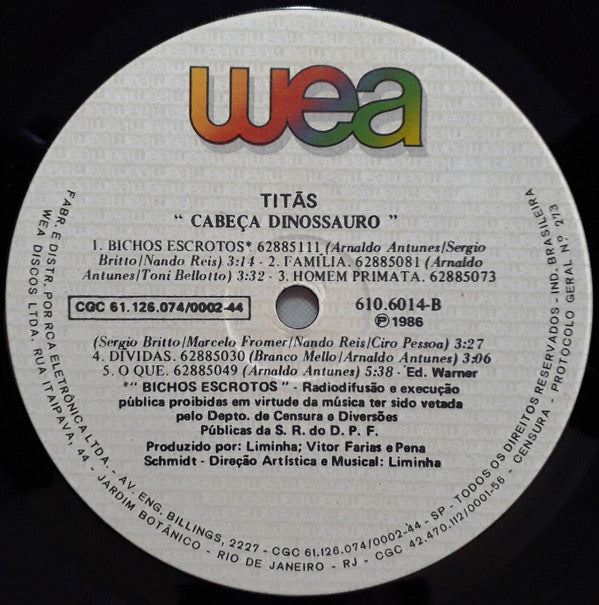 wea
TITÃS
" CABEÇA DINOSSAURO "
1. BICHOS ESCROTOS* 62885111 (Arnaldo Antunes/Sergio
Britto/Nando Reis) 3:14 - 2. FAMÍLIA. 62885081 (Arnaldo
Antunes/Toni Bellotto) 3:32 - 3. HOMEM PRIMATA. 62885073
CGC 61.126.074/0002-44
610.6014-B
Ⓟ 1986
(Sergio Britto/Marcelo Fromer/Nando Reis/Ciro Pessoa) 3:27
4. DÍVIDAS. 62885030 (Branco Mello/Arnaldo Antunes) 3:06
5. O QUE. 62885049 (Arnaldo Antunes) 5:38 - Ed. Warner
*" BICHOS ESCROTOS " - Radiodifusão e execução
pública proibidas em virtude da música ter sido vetada
pelo Depto. de Censura e Diversões
Públicas da S. R. do D. P. F.
Produzido por: Liminha; Vitor Farias e Pena
Schmidt - Direção Artística e Musical: Liminha
FABR. E DISTR. POR RCA ELETRÔNICA LTDA. - AV. ENG. BILLINGS, 2227 - CGC 61.126.074/0002-44 - SP - TODOS OS DIREITOS RESERVADOS - IND. BRASILEIRA
WEA DISCOS LTDA. RUA ITAIPAVA, 44 - JARDIM BOTÂNICO - RIO DE JANEIRO - RJ - CGC 42.470.112/0001-56 - CENSURA - PROTOCOLO GERAL Nº 273